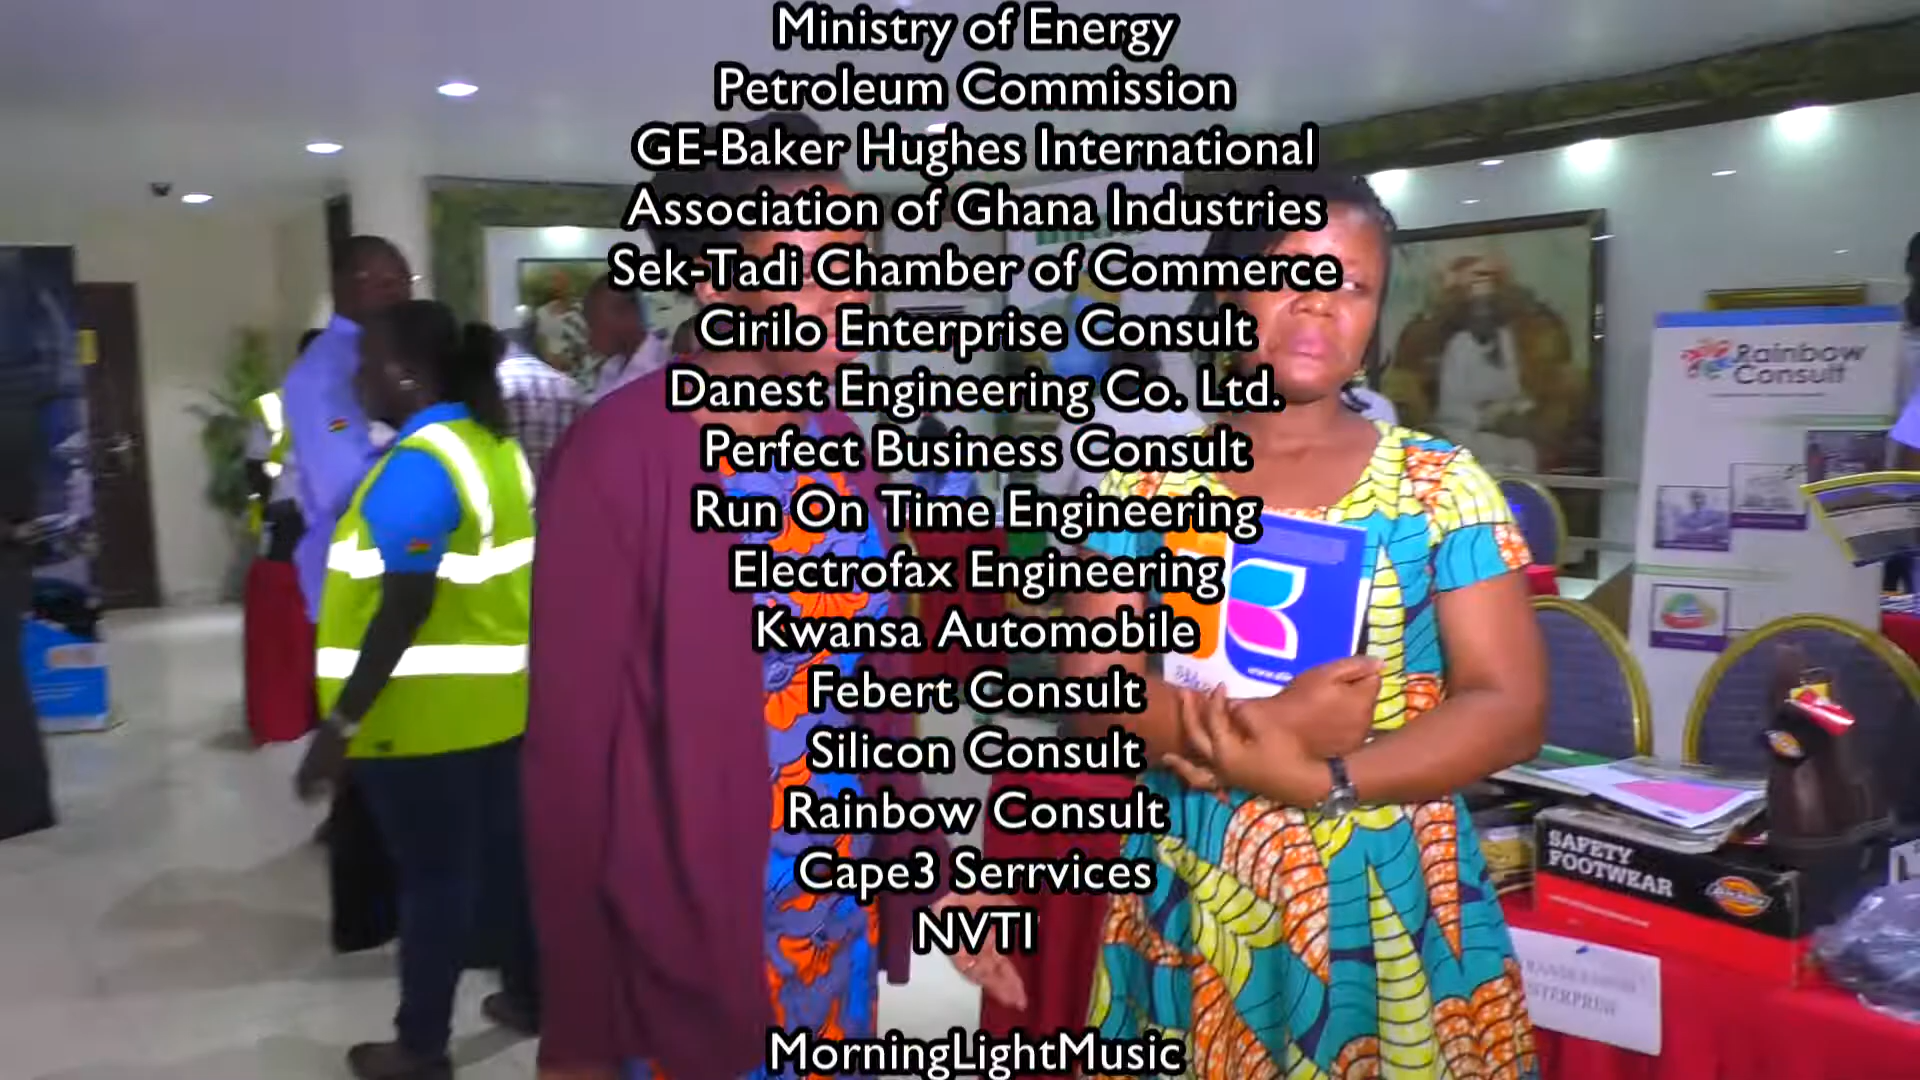 Ministry of Energy
Petroleum Commission
GE-Baker Hughes International
Association of Ghana Industries
Sek-Tadi Chamber of Commerce
Cirilo Enterprise Consult
Danest Engineering Co. Ltd.
Perfect Business Consult
Run On Time Engineering
Electrofax Engineering
Kwansa Automobile
Febert Consult
Silicon Consult
Rainbow Consult
Cape3 Serrvices
NVTI
MorningLightMusic
Rainbow
Consult
SAFETY
FOOTWEAR
Dickies
ENTERPRISE